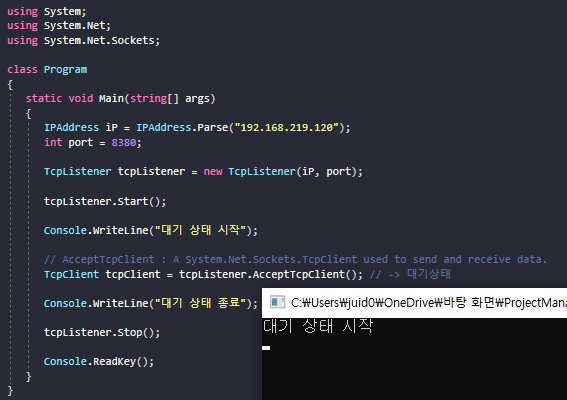 using System;
using System.Net;
using System.Net.Sockets;
class Program
{
static void Main(string[] args)
{
IPAddress iP = IPAddress.Parse("192.168.219.120");
int port = 8380;
TcpListener tcpListener = new TcpListener(iP, port);
tcpListener.Start();
Console.WriteLine("대기 상태 시작");
// AcceptTcpClient : A System.Net.Sockets.TcpClient used to send and receive data.
TcpClient tcpClient = tcpListener.AcceptTcpClient(); // -> 대기상태
Console.WriteLine("대기 상태 종료");
tcpListener.Stop();
Console.ReadKey();
}
}
C:₩Users₩juid0₩OneDrive₩바탕 화면₩ProjectMana
대기 상태 시작